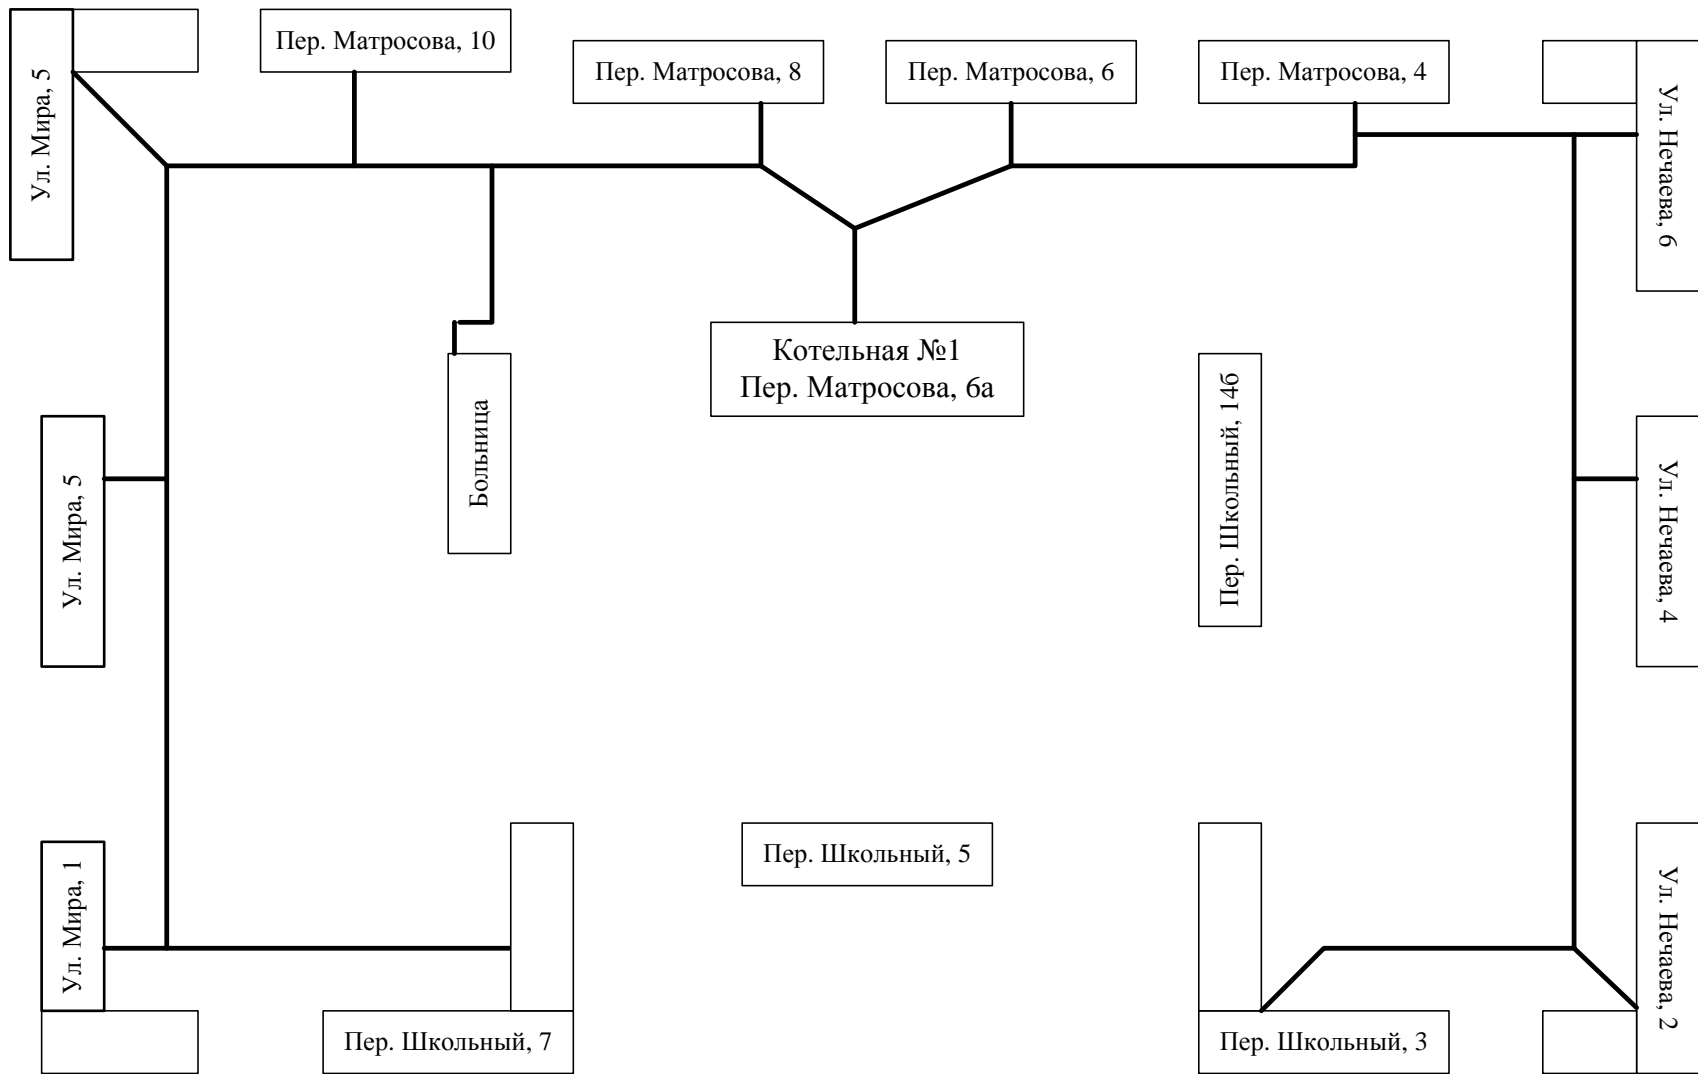 Ул. Мира, 5
Пер. Матросова, 10
Пер. Матросова, 8
Пер. Матросова, 6
Пер. Матросова, 4
Ул. Нечаева, 6
Котельная №1
Пер. Матросова, 6а
Больница
Пер. Школьный, 14б
Ул. Мира, 5
Ул. Нечаева, 4
Пер. Школьный, 5
Ул. Мира, 1
Ул. Нечаева, 2
Пер. Школьный, 7
Пер. Школьный, 3